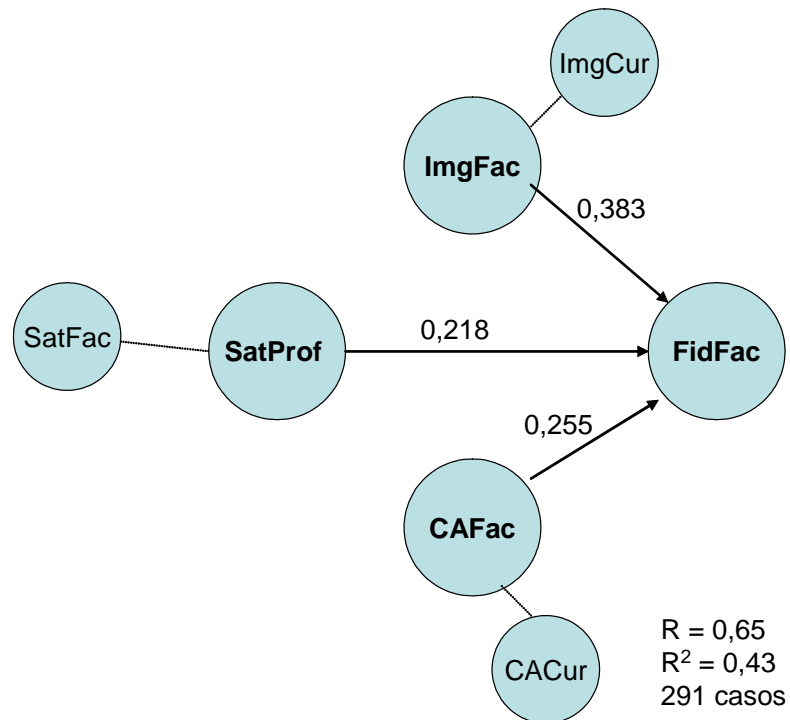 ImgCur
ImgFac
0,383
SatFac
SatProf
0,218
FidFac
0,255
CAFac
CACur
R = 0,65
R² = 0,43
291 casos